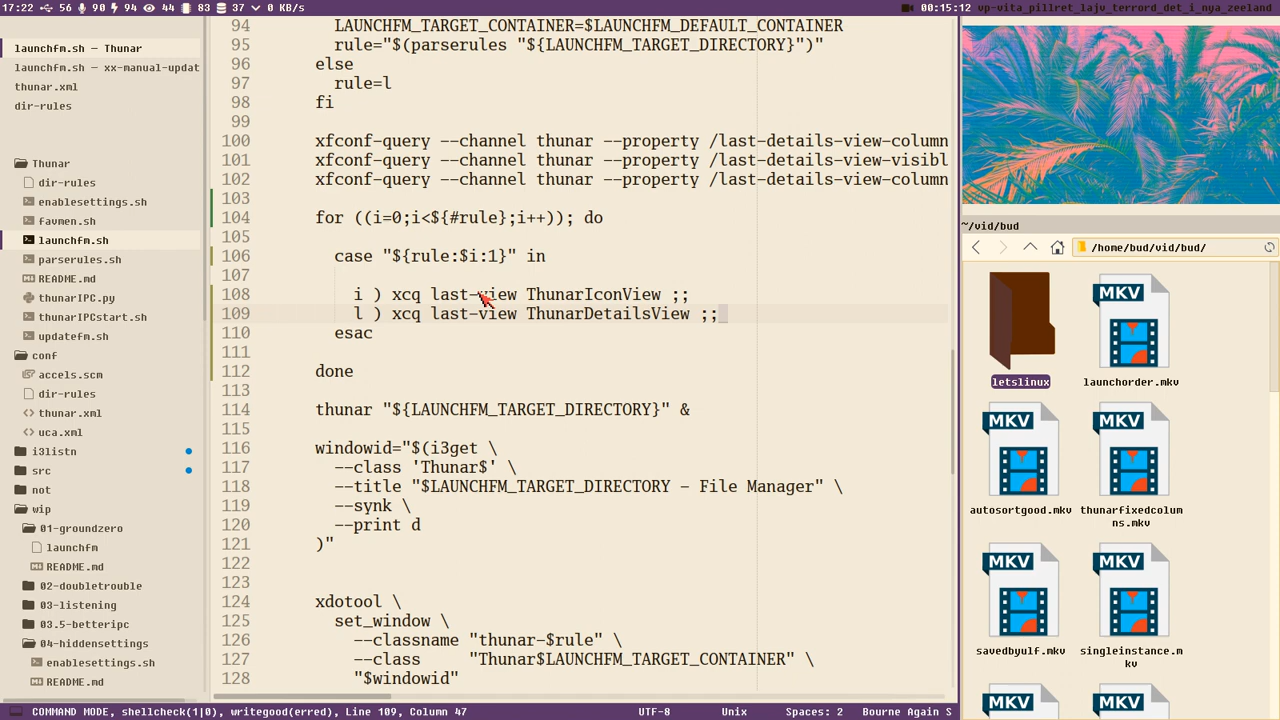 17:22 56 90 94 44 83 37
00:15:12 vp-vita_pillret_lajv_terrord_det_i_nya_zeeland
launchfm.sh — Thunar
launchfm.sh — xx-manual-updat
thunar.xml
dir-rules
Thunar
dir-rules
enablesettings.sh
favmen.sh
launchfm.sh
parserules.sh
README.md
thunarIPC.py
thunarIPCstart.sh
updatefm.sh
conf
accels.scm
dir-rules
thunar.xml
uca.xml
i3listn
src
not
wip
01-groundzero
launchfm
README.md
02-doubletrouble
03-listening
03.5-betteripc
04-hiddensettings
enablesettings.sh
README.md
94 LAUNCHFM_TARGET_CONTAINER=$LAUNCHFM_DEFAULT_CONTAINER
95 rule="$(parserules "${LAUNCHFM_TARGET_DIRECTORY}")"
96 else
97 rule=l
98 fi
99
100 xfconf-query --channel thunar --property /last-details-view-column
101 xfconf-query --channel thunar --property /last-details-view-visibl
102 xfconf-query --channel thunar --property /last-details-view-column
103
104 for ((i=0;i<${#rule};i++)); do
105
106 case "${rule:$i:1}" in
107
108 i ) xcq last-view ThunarIconView ;;
109 l ) xcq last-view ThunarDetailsView ;;
110 esac
111
112 done
113
114 thunar "${LAUNCHFM_TARGET_DIRECTORY}" &
115
116 windowid="$(i3get \
117 --class 'Thunar$' \
118 --title "$LAUNCHFM_TARGET_DIRECTORY - File Manager" \
119 --synk \
120 --print d
121 )"
122
123
124 xdotool \
125 set_window \
126 --classname "thunar-$rule" \
127 --class "Thunar$LAUNCHFM_TARGET_CONTAINER" \
128 "$windowid"
~/vid/bud
/home/bud/vid/bud/
MKV
letslinux
launchorder.mkv
MKV
MKV
autosortgood.mkv
thunarfixedcolum
ns.mkv
MKV
MKV
savedbyulf.mkv
singleinstance.m
kv
COMMAND MODE, shellcheck(1|0), writegood(erred), Line 109, Column 47
UTF-8
Unix
Spaces: 2
Bourne Again S